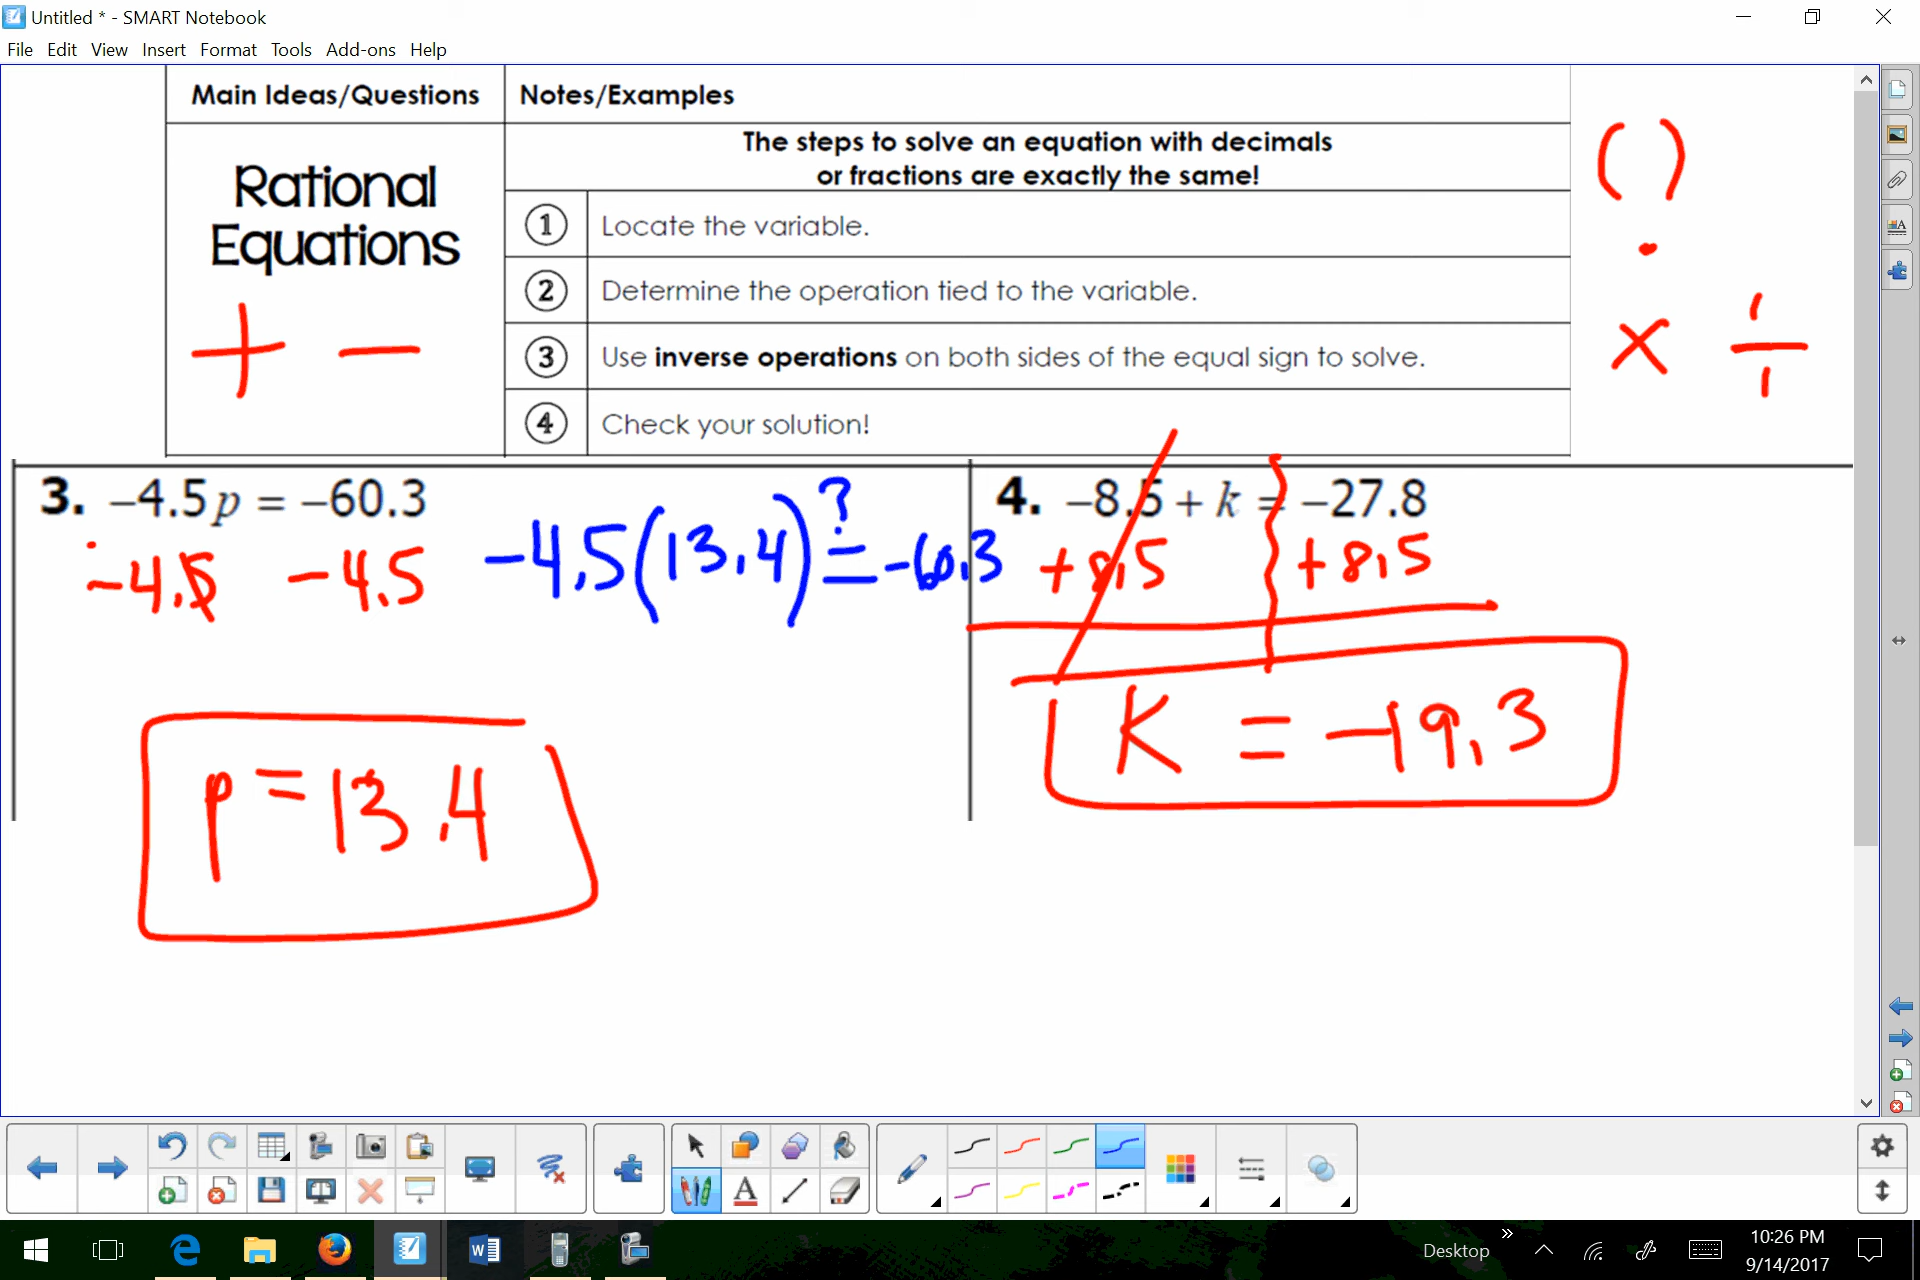 Untitled * - SMART Notebook
File Edit View Insert Format Tools Add-ons Help
Main Ideas/Questions Notes/Examples
Rational
Equations
+ −
The steps to solve an equation with decimals
or fractions are exactly the same!
1 Locate the variable.
2 Determine the operation tied to the variable.
3 Use inverse operations on both sides of the equal sign to solve.
4 Check your solution!
( )
·
× ÷
3. −4.5p = −60.3
−4.5 −4.5
−4.5(13.4) ≟ −60.3
p = 13.4
4. −8.5 + k = −27.8
+8.5 +8.5
K = −19.3
Desktop
10:26 PM
9/14/2017